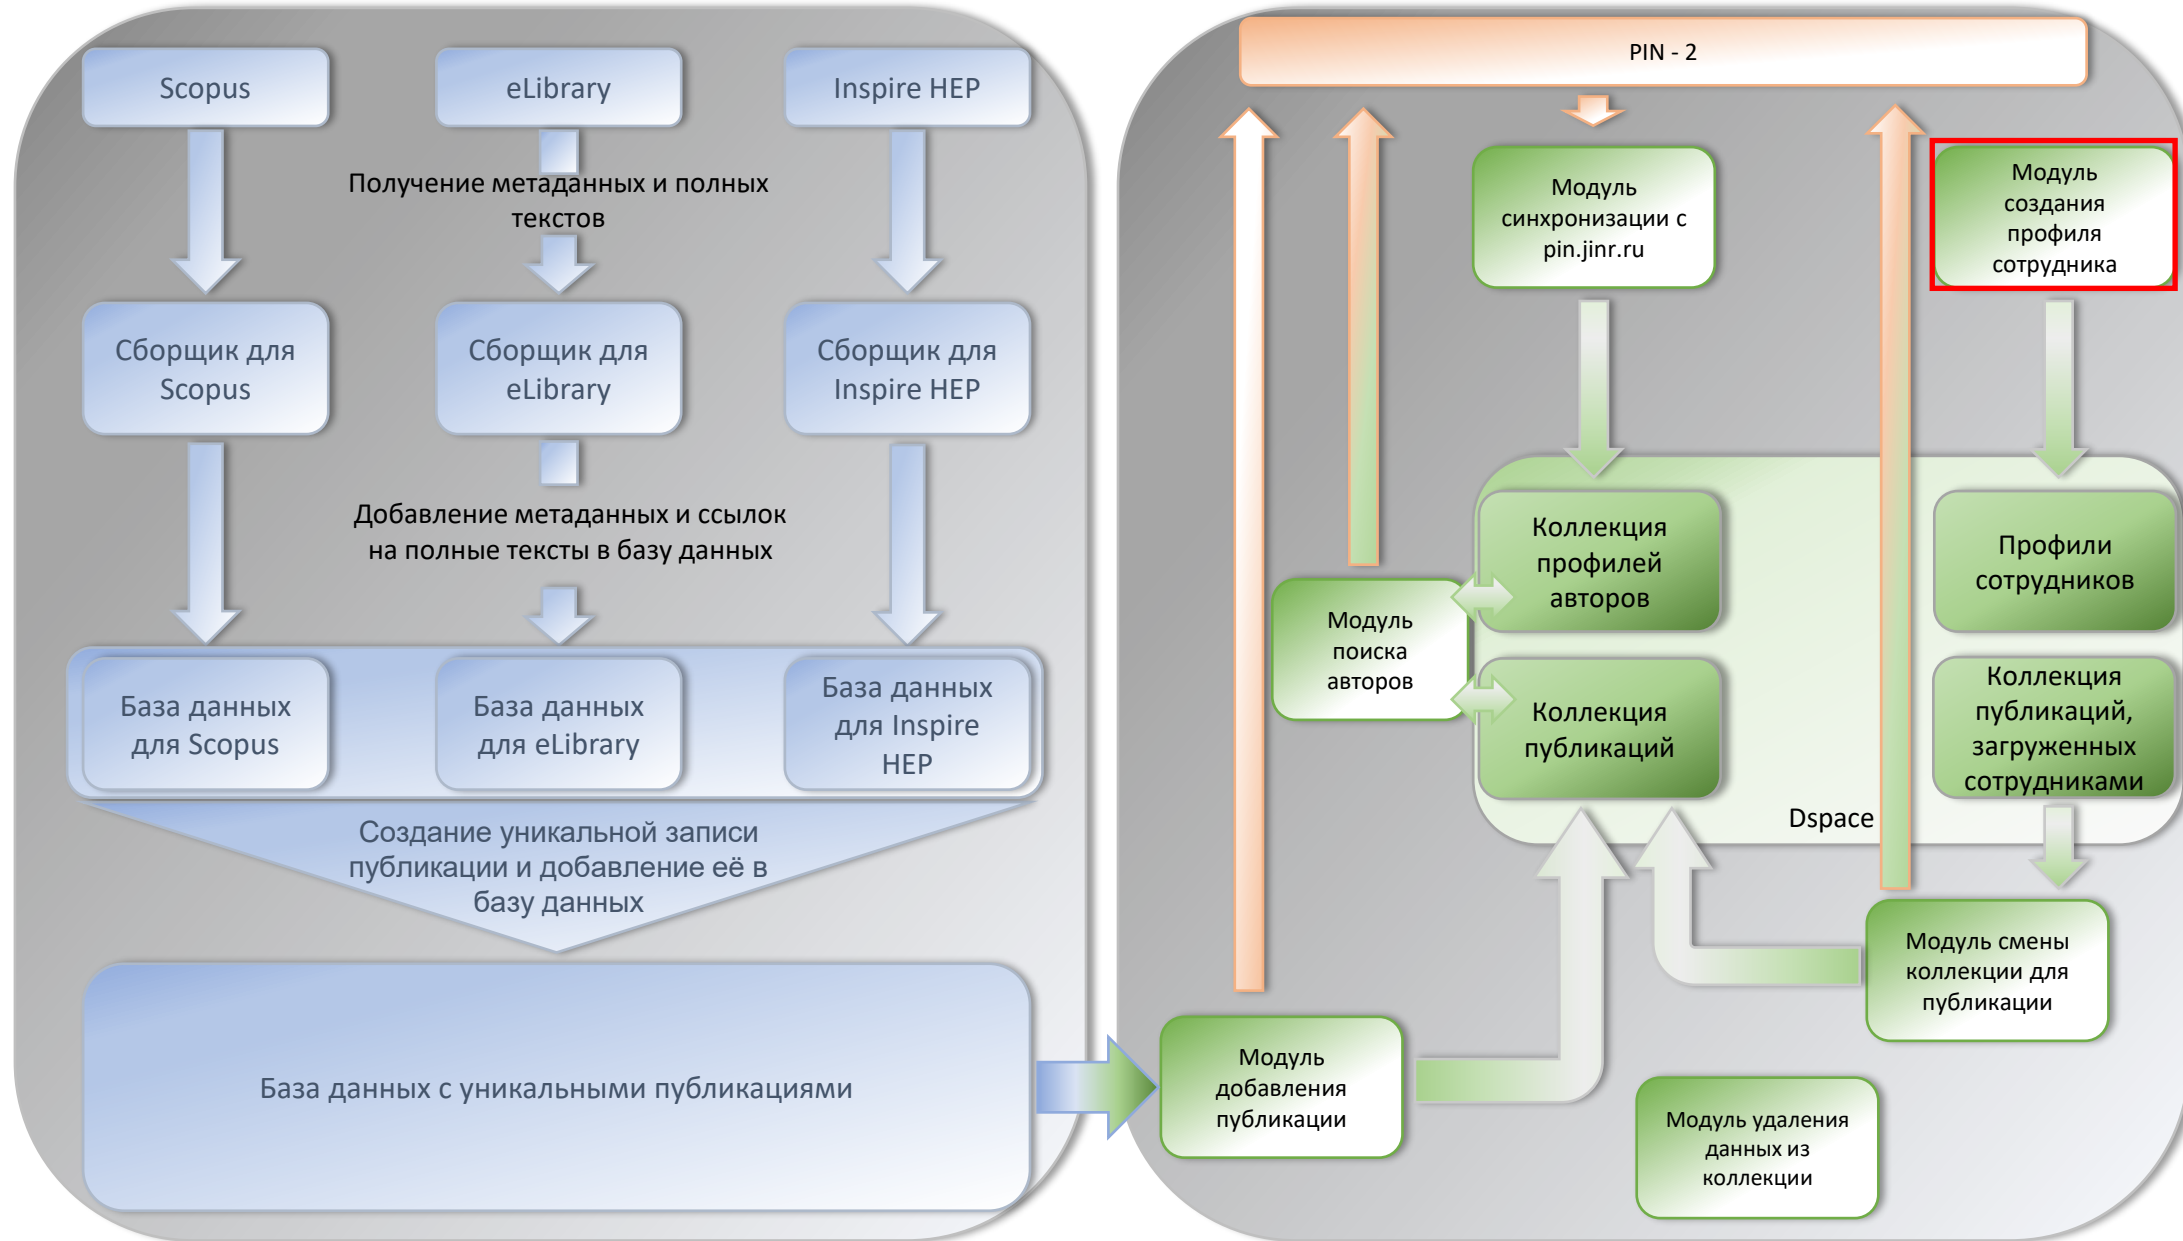 Scopus
eLibrary
Inspire HEP
Получение метаданных и полных
текстов
Сборщик для
Scopus
Сборщик для
eLibrary
Сборщик для
Inspire HEP
Добавление метаданных и ссылок
на полные тексты в базу данных
База данных
для Scopus
База данных
для eLibrary
База данных
для Inspire
HEP
Создание уникальной записи
публикации и добавление её в
базу данных
База данных с уникальными публикациями
PIN - 2
Модуль
синхронизации с
pin.jinr.ru
Модуль
создания
профиля
сотрудника
Коллекция
профилей
авторов
Профили
сотрудников
Модуль
поиска
авторов
Коллекция
публикаций
Коллекция
публикаций,
загруженных
сотрудниками
Dspace
Модуль смены
коллекции для
публикации
Модуль
добавления
публикации
Модуль удаления
данных из
коллекции